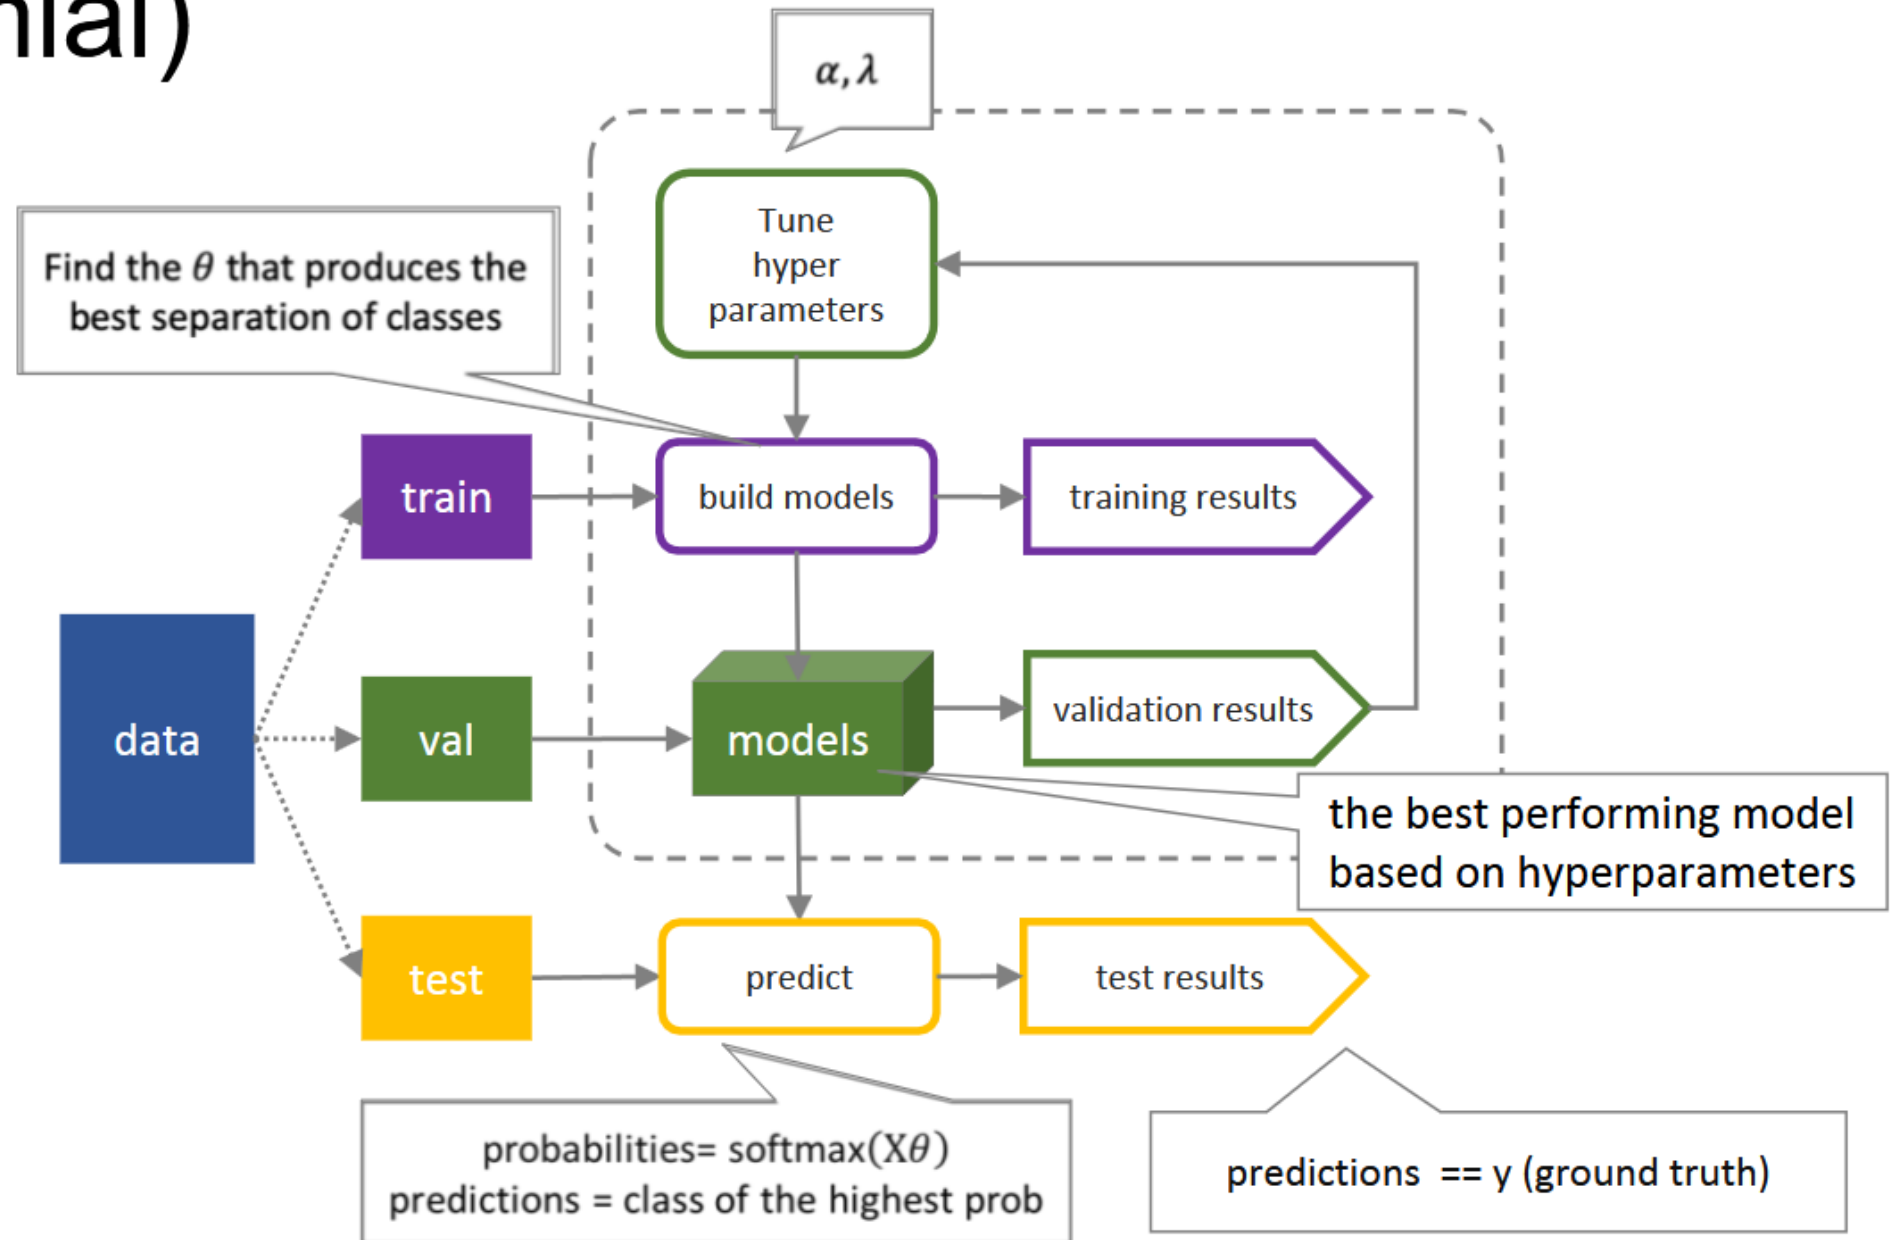 nial)
α, λ
Tune
hyper
parameters
Find the θ that produces the
best separation of classes
train
build models
training results
data
val
models
validation results
the best performing model
based on hyperparameters
test
predict
test results
probabilities= softmax(Xθ)
predictions = class of the highest prob
predictions == y (ground truth)